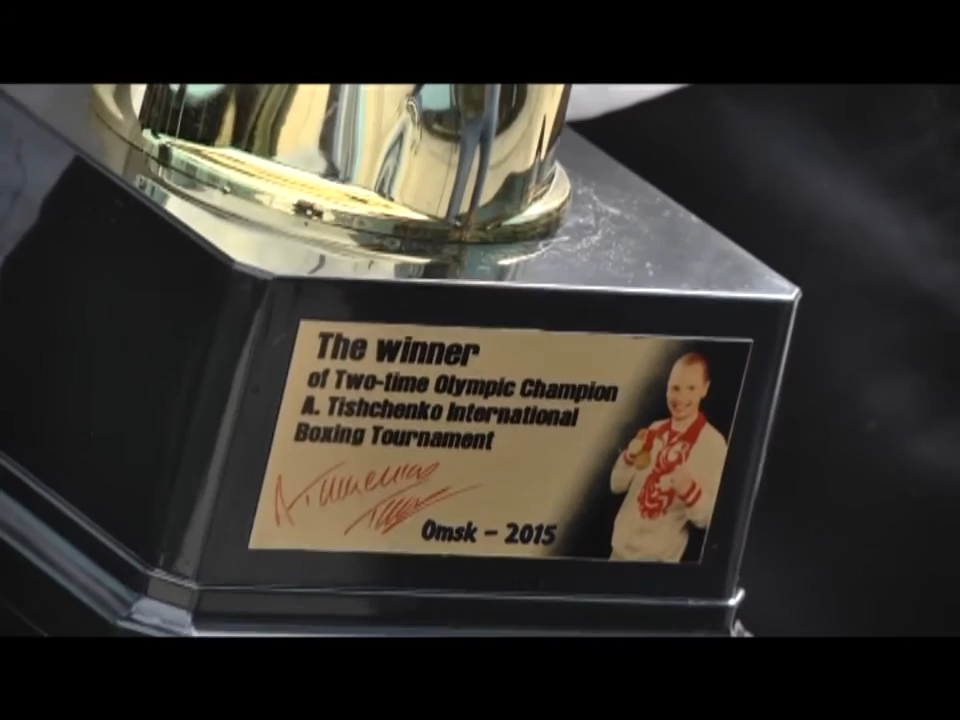 The winner
of Two-time Olympic Champion
A. Tishchenko International
Boxing Tournament
Omsk - 2015